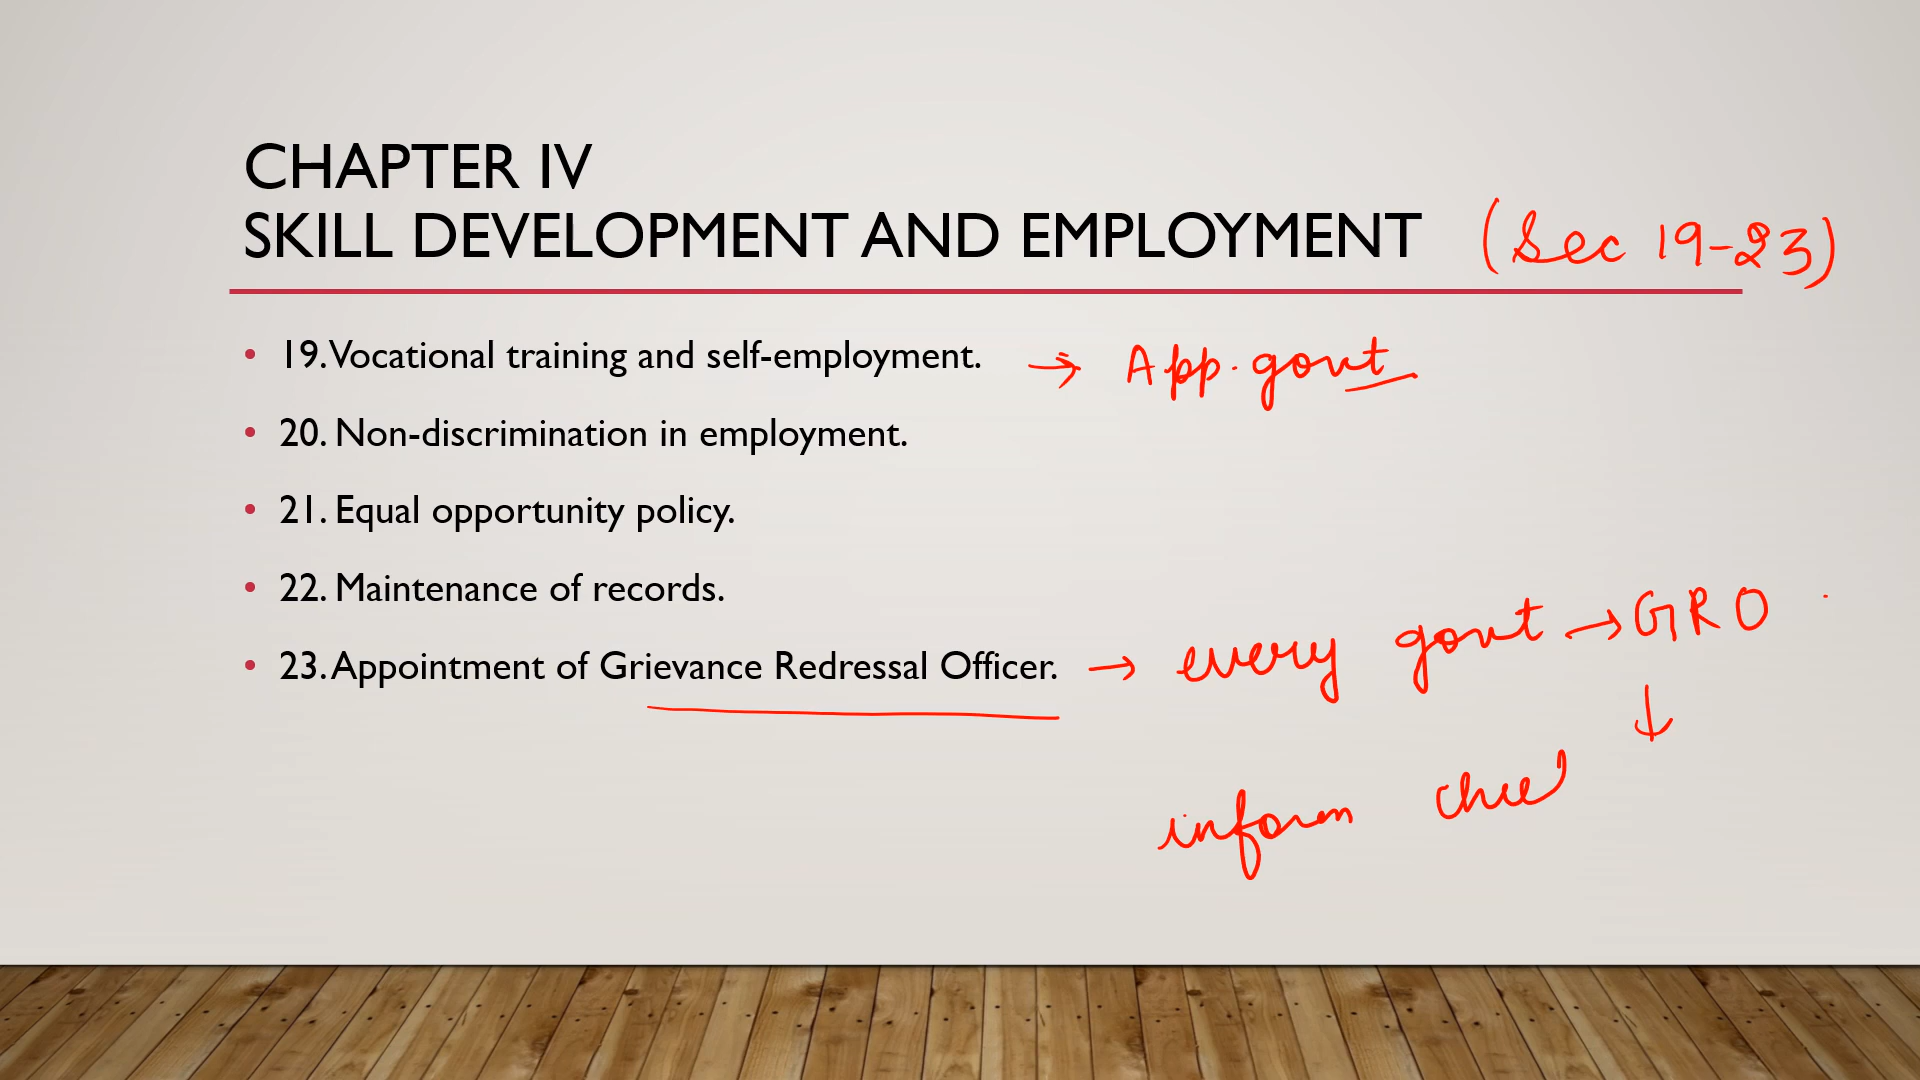 CHAPTER IV
SKILL DEVELOPMENT AND EMPLOYMENT (Sec 19-23)
• 19. Vocational training and self-employment. → App. govt
• 20. Non-discrimination in employment.
• 21. Equal opportunity policy.
• 22. Maintenance of records.
• 23. Appointment of Grievance Redressal Officer. → every govt → GRO
↓
inform